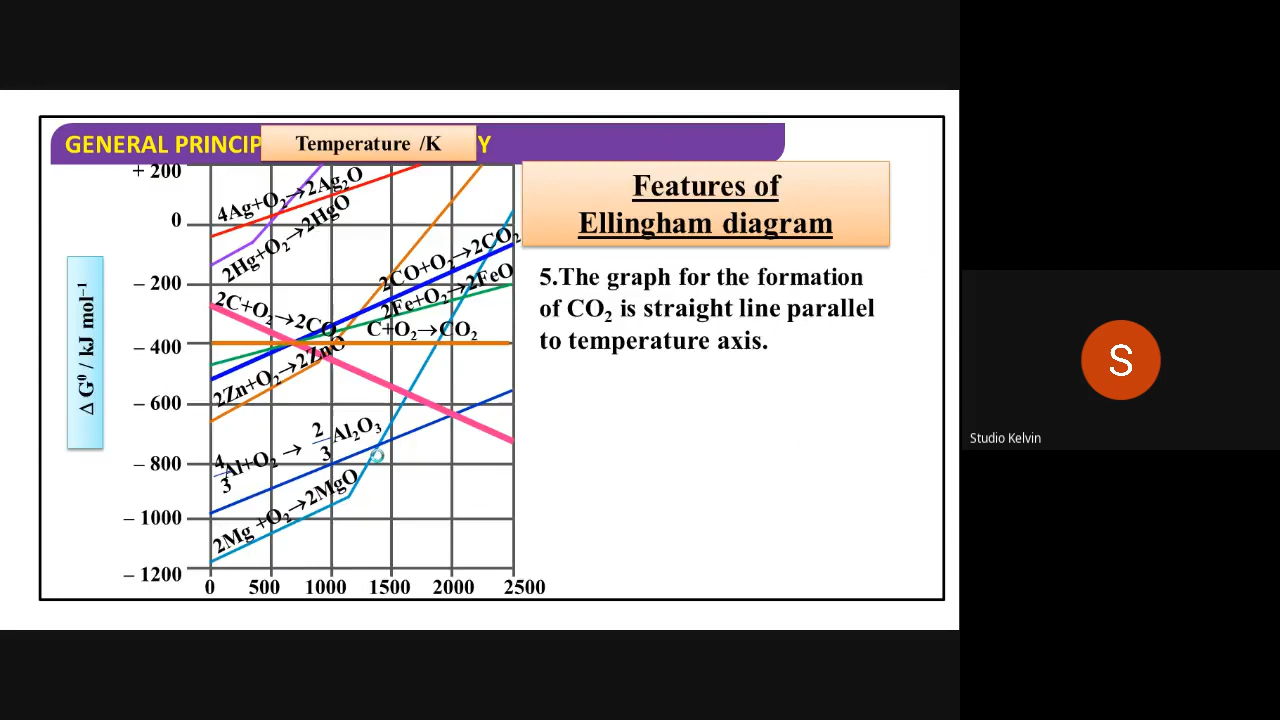 GENERAL PRINCIP
Temperature /K
Y
Features of
Ellingham diagram
5.The graph for the formation
of CO₂ is straight line parallel
to temperature axis.
Δ G⁰ / kJ mol⁻¹
+ 200
0
– 200
– 400
– 600
– 800
– 1000
– 1200
4Ag+O₂→2Ag₂O
2Hg+O₂→2HgO
2CO+O₂→2CO₂
2Fe+O₂→2FeO
2C+O₂→2CO
C+O₂→CO₂
2Zn+O₂→2ZnO
4/3Al+O₂ → 2/3Al₂O₃
2Mg +O₂→2MgO
0 500 1000 1500 2000 2500
S
Studio Kelvin